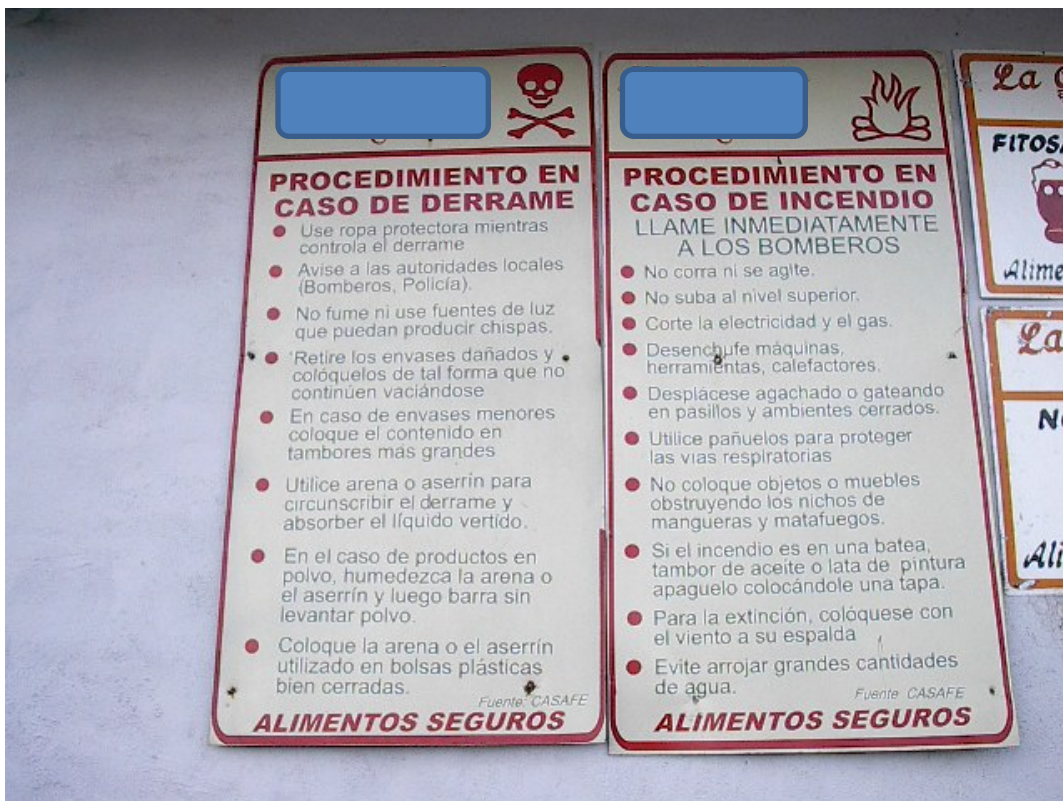 PROCEDIMIENTO EN
CASO DE DERRAME
Use ropa protectora mientras
controla el derrame
Avise a las autoridades locales
(Bomberos, Policía).
No fume ni use fuentes de luz
que puedan producir chispas.
Retire los envases dañados y
colóquelos de tal forma que no
continúen vaciándose
En caso de envases menores
coloque el contenido en
tambores más grandes
Utilice arena o aserrín para
circunscribir el derrame y
absorber el líquido vertido.
En el caso de productos en
polvo, humedezca la arena o
el aserrín y luego barra sin
levantar polvo.
Coloque la arena o el aserrín
utilizado en bolsas plásticas
bien cerradas.
Fuente: CASAFE
ALIMENTOS SEGUROS
PROCEDIMIENTO EN
CASO DE INCENDIO
LLAME INMEDIATAMENTE
A LOS BOMBEROS
No corra ni se agite.
No suba al nivel superior.
Corte la electricidad y el gas.
Desenchufe máquinas,
herramientas, calefactores.
Desplácese agachado o gateando
en pasillos y ambientes cerrados.
Utilice pañuelos para proteger
las vias respiratorias
No coloque objetos o muebles
obstruyendo los nichos de
mangueras y matafuegos.
Si el incendio es en una batea,
tambor de aceite o lata de pintura
apaguelo colocándole una tapa.
Para la extinción, colóquese con
el viento a su espalda
Evite arrojar grandes cantidades
de agua.
Fuente CASAFE
ALIMENTOS SEGUROS
La
FITOSA
Alime
La
Ali